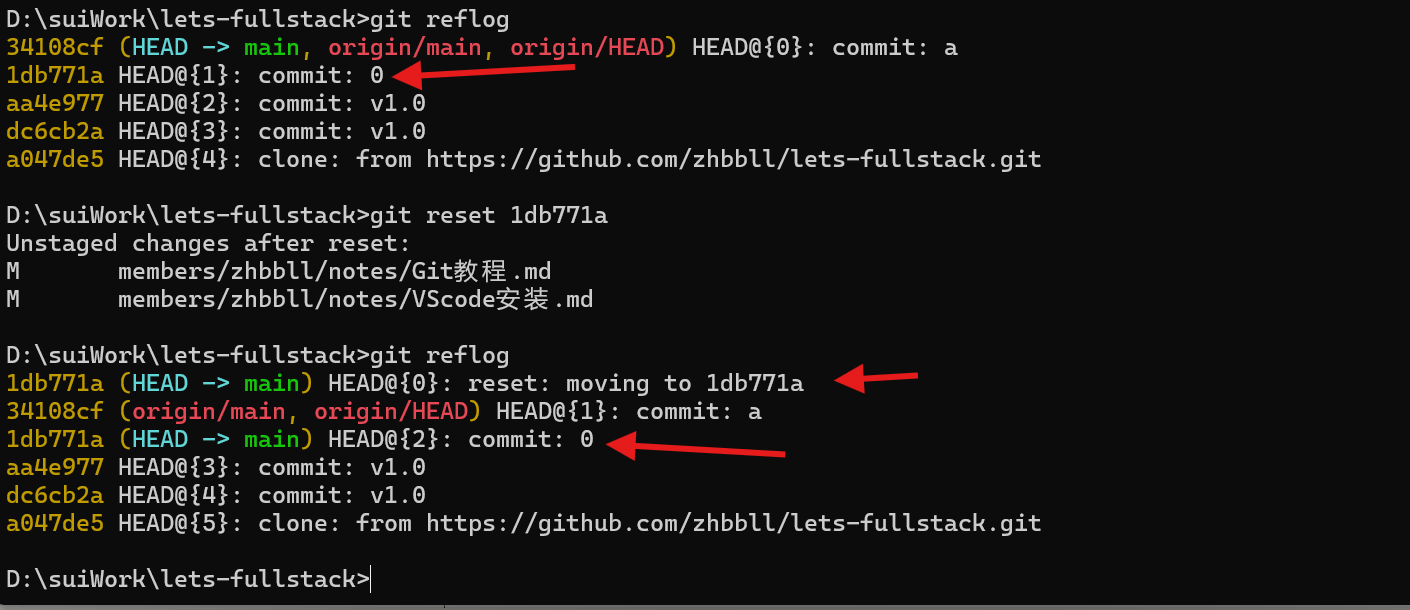 D:\suiWork\lets-fullstack>git reflog
34108cf (HEAD -> main, origin/main, origin/HEAD) HEAD@{0}: commit: a
1db771a HEAD@{1}: commit: 0
aa4e977 HEAD@{2}: commit: v1.0
dc6cb2a HEAD@{3}: commit: v1.0
a047de5 HEAD@{4}: clone: from https://github.com/zhbbll/lets-fullstack.git
D:\suiWork\lets-fullstack>git reset 1db771a
Unstaged changes after reset:
M       members/zhbbll/notes/Git教程.md
M       members/zhbbll/notes/VScode安装.md
D:\suiWork\lets-fullstack>git reflog
1db771a (HEAD -> main) HEAD@{0}: reset: moving to 1db771a
34108cf (origin/main, origin/HEAD) HEAD@{1}: commit: a
1db771a (HEAD -> main) HEAD@{2}: commit: 0
aa4e977 HEAD@{3}: commit: v1.0
dc6cb2a HEAD@{4}: commit: v1.0
a047de5 HEAD@{5}: clone: from https://github.com/zhbbll/lets-fullstack.git
D:\suiWork\lets-fullstack>